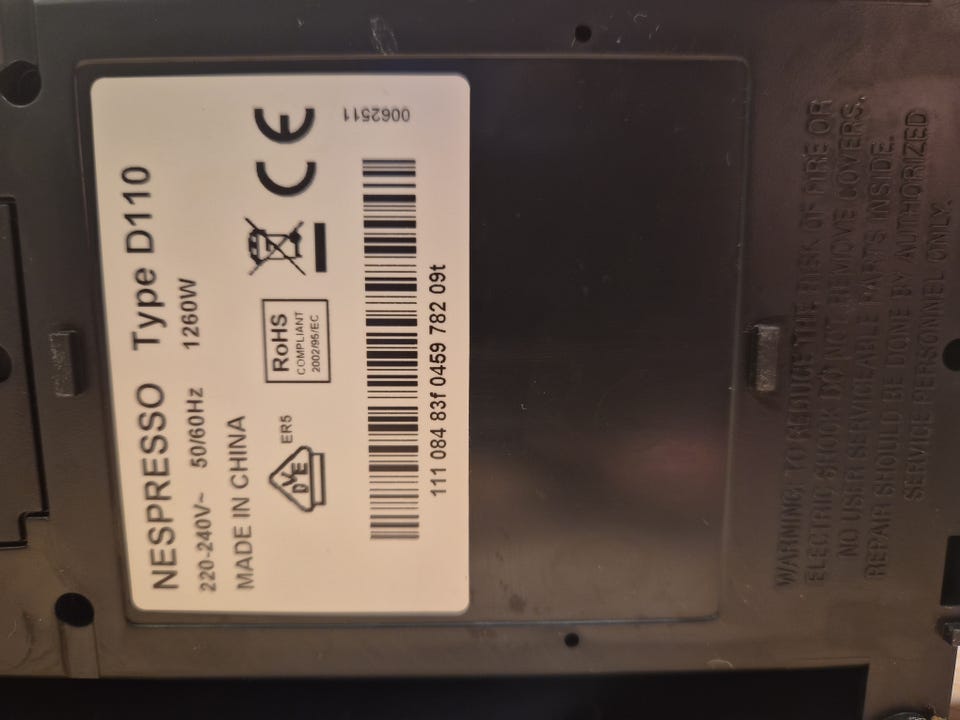 NESPRESSO Type D110
220-240V~ 50/60Hz 1260W
MADE IN CHINA
DVE ER5
RoHS
COMPLIANT
2002/95/EC
CE
111 084 83f 0459 782 09t
0062511
WARNING: TO REDUCE THE RISK OF FIRE OR
ELECTRIC SHOCK DO NOT REMOVE COVERS.
NO USER SERVICEABLE PARTS INSIDE.
REPAIR SHOULD BE DONE BY AUTHORIZED
SERVICE PERSONNEL ONLY.